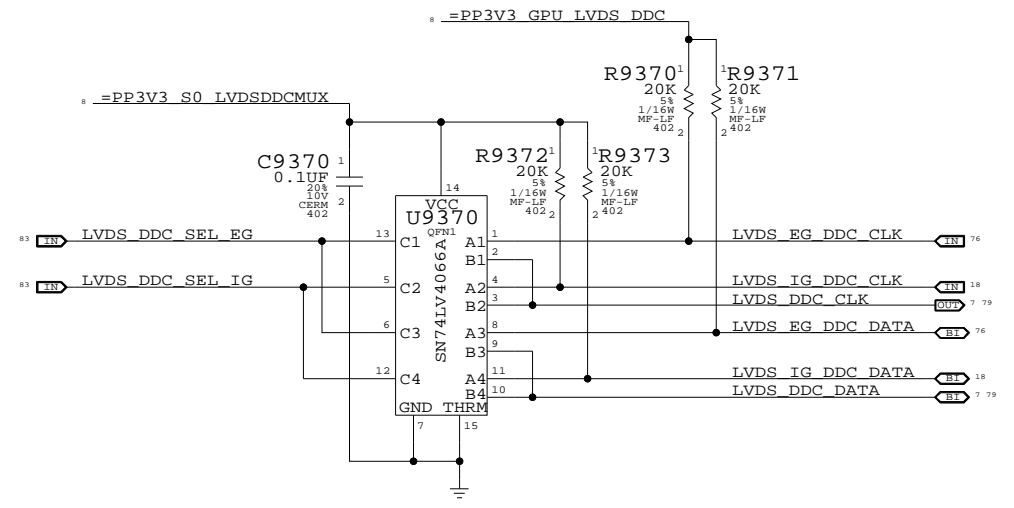 8 =PP3V3_GPU_LVDS_DDC
R9370 1
20K
5%
1/16W
MF-LF
402
2
1 R9371
20K
5%
1/16W
MF-LF
2 402
8 =PP3V3_S0_LVDSDDCMUX
C9370 1
0.1UF
20%
10V
CERM
402
2
R9372 1
20K
5%
1/16W
MF-LF
402 2
1 R9373
20K
5%
1/16W
MF-LF
2 402
14
VCC
U9370
QFN1
SN74LV4066A
83 IN LVDS_DDC_SEL_EG 13 C1
A1 1 LVDS_EG_DDC_CLK IN 76
B1 2
83 IN LVDS_DDC_SEL_IG 5 C2
A2 4 LVDS_IG_DDC_CLK IN 18
B2 3 LVDS_DDC_CLK OUT 7 79
6 C3
A3 8 LVDS_EG_DDC_DATA BI 76
B3 9
12 C4
A4 11 LVDS_IG_DDC_DATA BI 18
B4 10 LVDS_DDC_DATA BI 7 79
GND THRM
7 15